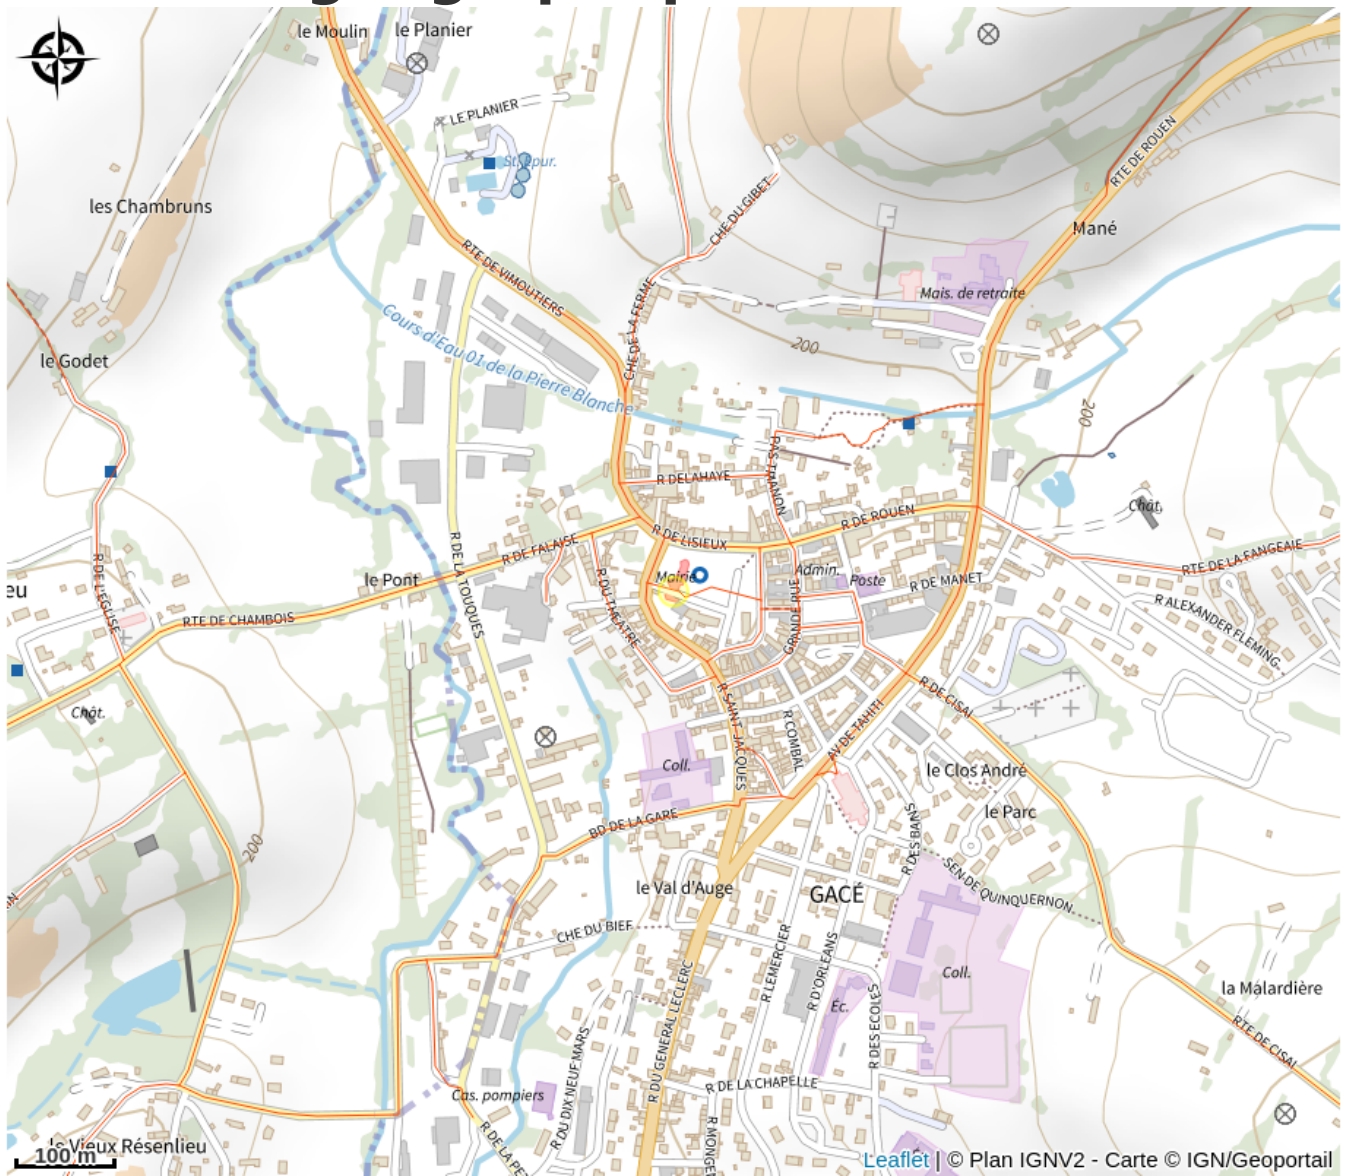 le Moulin
le Planier
LE PLANIER
St. Epur.
RTE DE ROUEN
les Chambruns
CHE DU GIBET
Mané
RTE DE VIMOUTIERS
CHE DE LA FERME
Mais. de retraite
Cours d'Eau 01 de la Pierre Blanche
200
le Godet
200
PAS THANON
R DELAHAYE
R DE ROUEN
Chât.
R DE LISIEUX
R DE FALAISE
R DE LA TOUQUES
RTE DE LA FANGEAIE
R DE L'EGLISE
le Pont
Mairie
Admin.
Poste
R DE MANET
eu
R ALEXANDER FLEMING
RTE DE CHAMBOIS
R DU THEATRE
GRANDE RUE
R DE CISAI
Chât.
R SAINT JACQUES
R COMBAL
AV DE TAHITI
Coll.
le Clos André
le Parc
BD DE LA GARE
R DES BANS
200
SEN DE QUINQUERNON
le Val d'Auge
GACÉ
CHE DU BIEF
R LEMERCIER
R D'ORLEANS
Coll.
la Malardière
Éc.
R DU GENERAL LECLERC
R DES ECOLES
RTE DE CISAI
R DU DIX NEUF MARS
R DE LA CHAPELLE
Cas. pompiers
le Vieux Résenlieu
100 m
Leaflet | © Plan IGNV2 - Carte © IGN/Geoportail